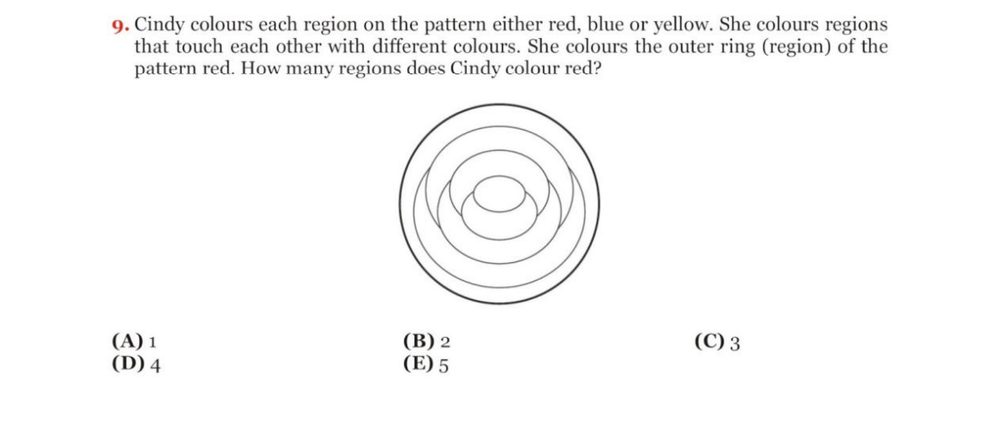 9. Cindy colours each region on the pattern either red, blue or yellow. She colours regions
that touch each other with different colours. She colours the outer ring (region) of the
pattern red. How many regions does Cindy colour red?
(A) 1
(B) 2
(C) 3
(D) 4
(E) 5